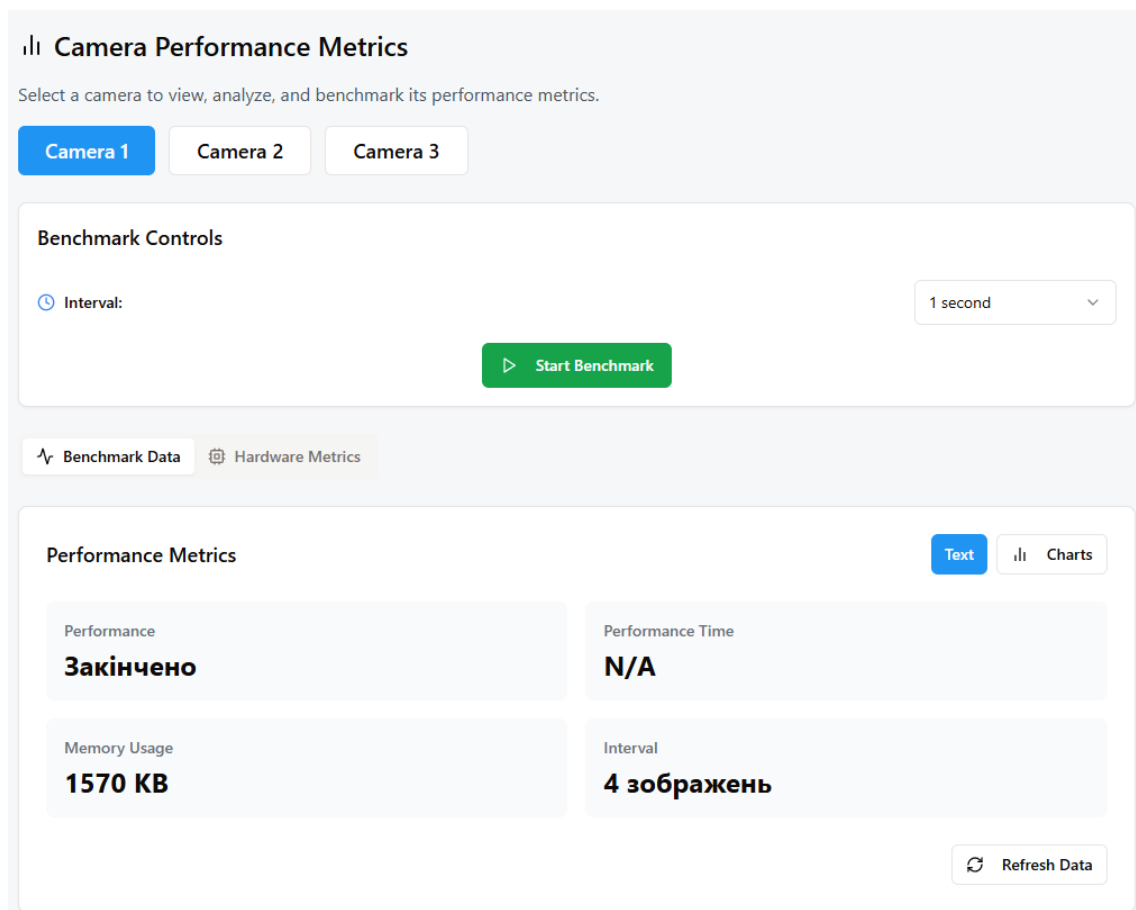 Camera Performance Metrics
Select a camera to view, analyze, and benchmark its performance metrics.
Camera 1 Camera 2 Camera 3
Benchmark Controls
Interval: 1 second
Start Benchmark
Benchmark Data Hardware Metrics
Performance Metrics Text Charts
Performance Performance Time
Закінчено N/A
Memory Usage Interval
1570 KB 4 зображень
Refresh Data